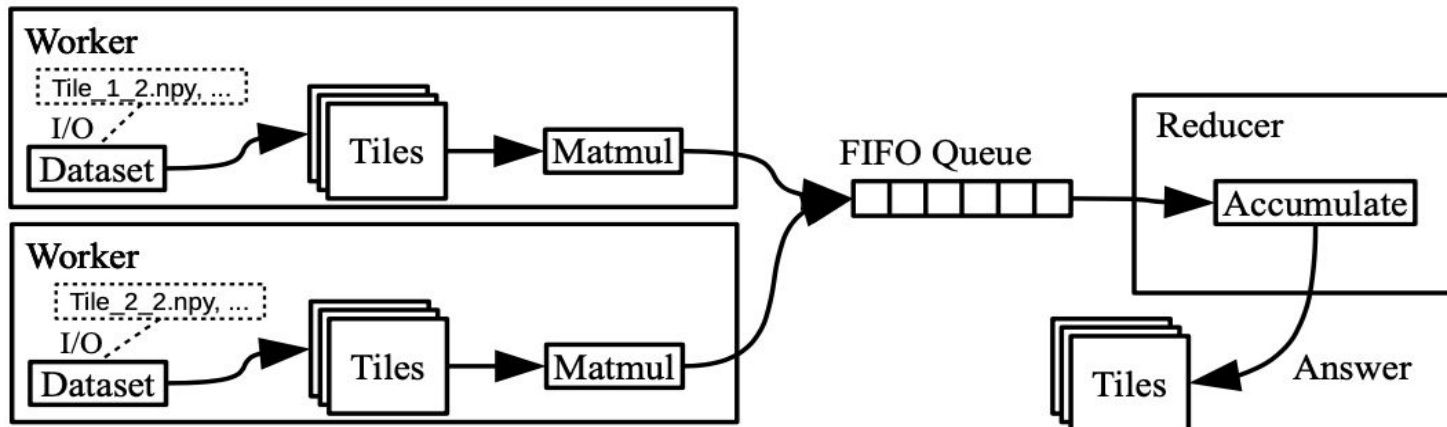 Worker
Tile_1_2.npy, ...
I/O
Dataset
Tiles
Matmul
Worker
Tile_2_2.npy, ...
I/O
Dataset
Tiles
Matmul
FIFO Queue
Reducer
Accumulate
Answer
Tiles